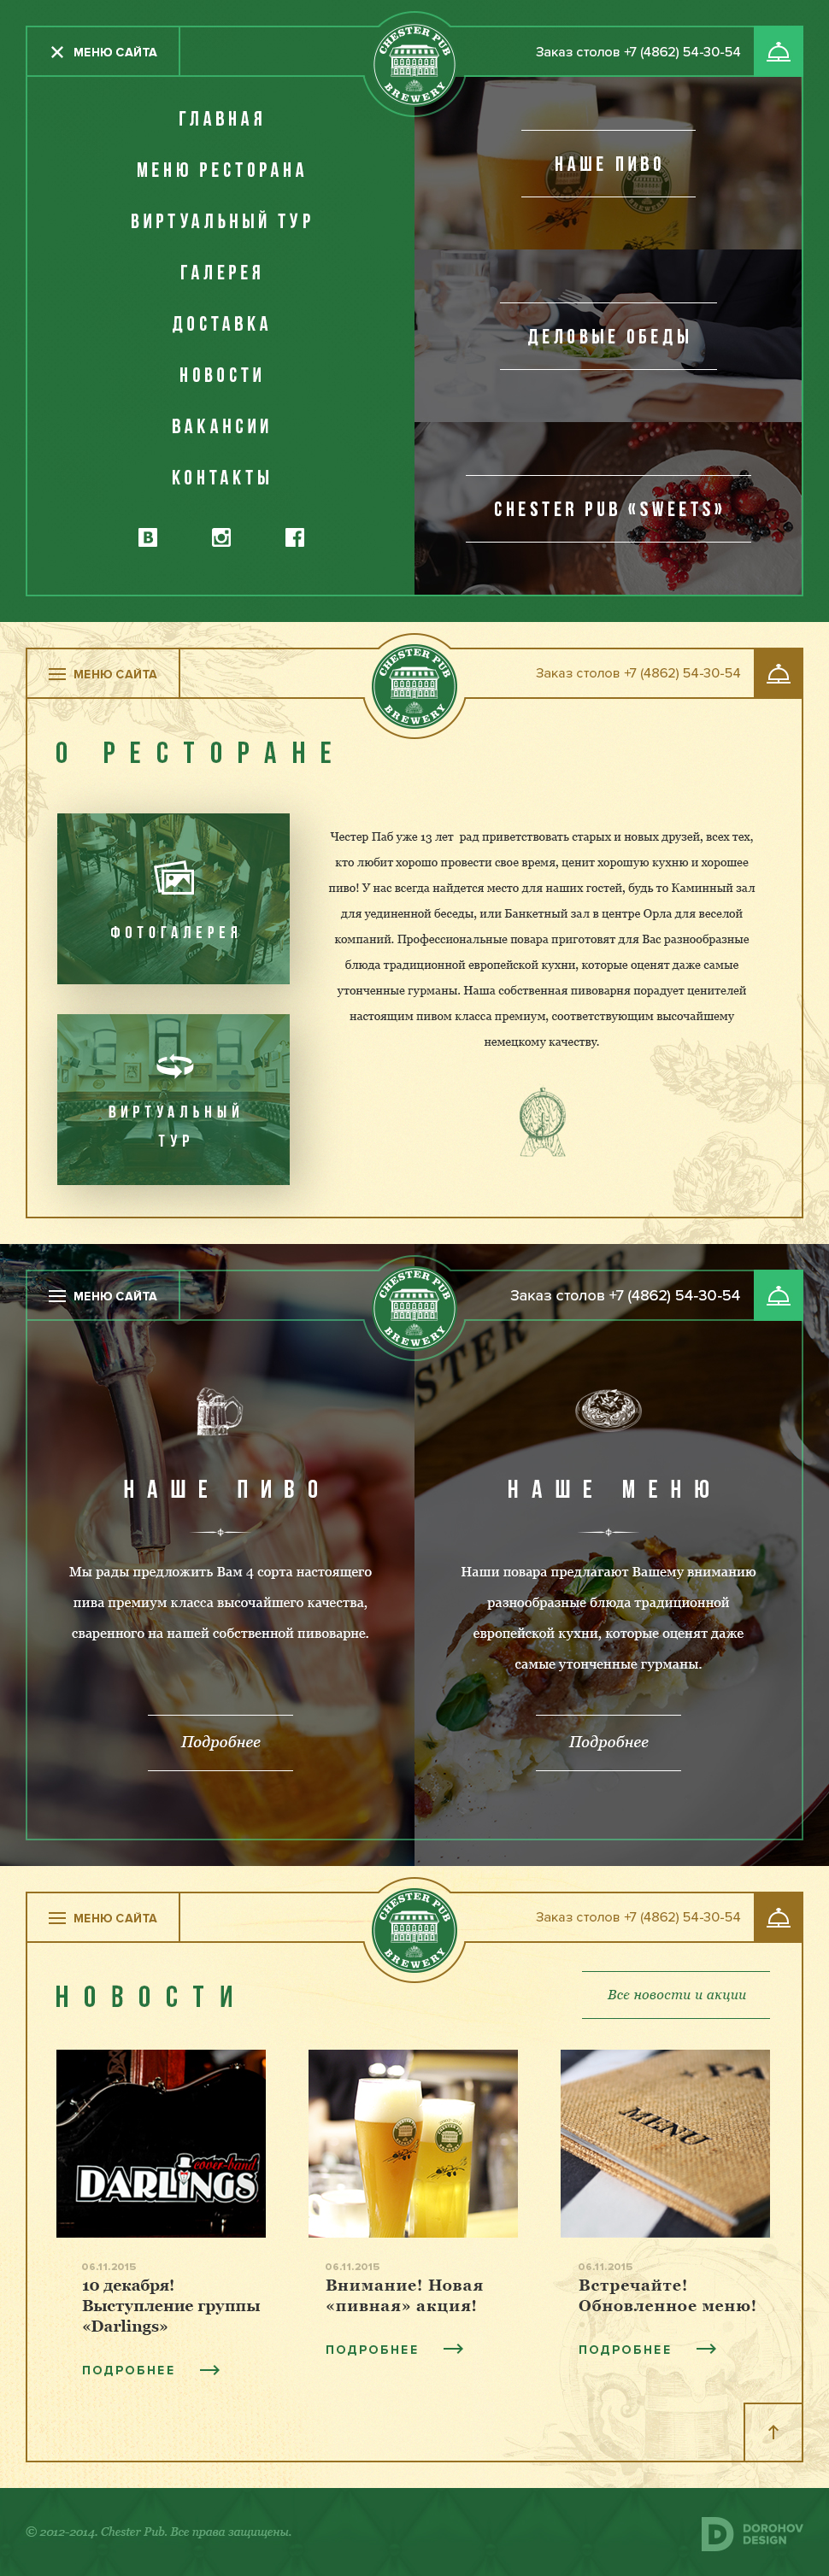 МЕНЮ САЙТА
CHESTER PUB
BREWERY
Заказ столов +7 (4862) 54-30-54
ГЛАВНАЯ
МЕНЮ РЕСТОРАНА
ВИРТУАЛЬНЫЙ ТУР
ГАЛЕРЕЯ
ДОСТАВКА
НОВОСТИ
ВАКАНСИИ
КОНТАКТЫ
НАШЕ ПИВО
ДЕЛОВЫЕ ОБЕДЫ
CHESTER PUB «SWEETS»
МЕНЮ САЙТА
CHESTER PUB
BREWERY
Заказ столов +7 (4862) 54-30-54
О РЕСТОРАНЕ
ФОТОГАЛЕРЕЯ
ВИРТУАЛЬНЫЙ
ТУР
Честер Паб уже 13 лет рад приветствовать старых и новых друзей, всех тех,
кто любит хорошо провести свое время, ценит хорошую кухню и хорошее
пиво! У нас всегда найдется место для наших гостей, будь то Каминный зал
для уединенной беседы, или Банкетный зал в центре Орла для веселой
компаний. Профессиональные повара приготовят для Вас разнообразные
блюда традиционной европейской кухни, которые оценят даже самые
утонченные гурманы. Наша собственная пивоварня порадует ценителей
настоящим пивом класса премиум, соответствующим высочайшему
немецкому качеству.
МЕНЮ САЙТА
CHESTER PUB
BREWERY
Заказ столов +7 (4862) 54-30-54
НАШЕ ПИВО
Мы рады предложить Вам 4 сорта настоящего
пива премиум класса высочайшего качества,
сваренного на нашей собственной пивоварне.
Подробнее
НАШЕ МЕНЮ
Наши повара предлагают Вашему вниманию
разнообразные блюда традиционной
европейской кухни, которые оценят даже
самые утонченные гурманы.
Подробнее
МЕНЮ САЙТА
CHESTER PUB
BREWERY
Заказ столов +7 (4862) 54-30-54
НОВОСТИ
Все новости и акции
cover-band
DARLINGS
MENU
06.11.2015
10 декабря!
Выступление группы
«Darlings»
ПОДРОБНЕЕ
06.11.2015
Внимание! Новая
«пивная» акция!
ПОДРОБНЕЕ
06.11.2015
Встречайте!
Обновленное меню!
ПОДРОБНЕЕ
© 2012-2014. Chester Pub. Все права защищены.
DOROHOV
DESIGN